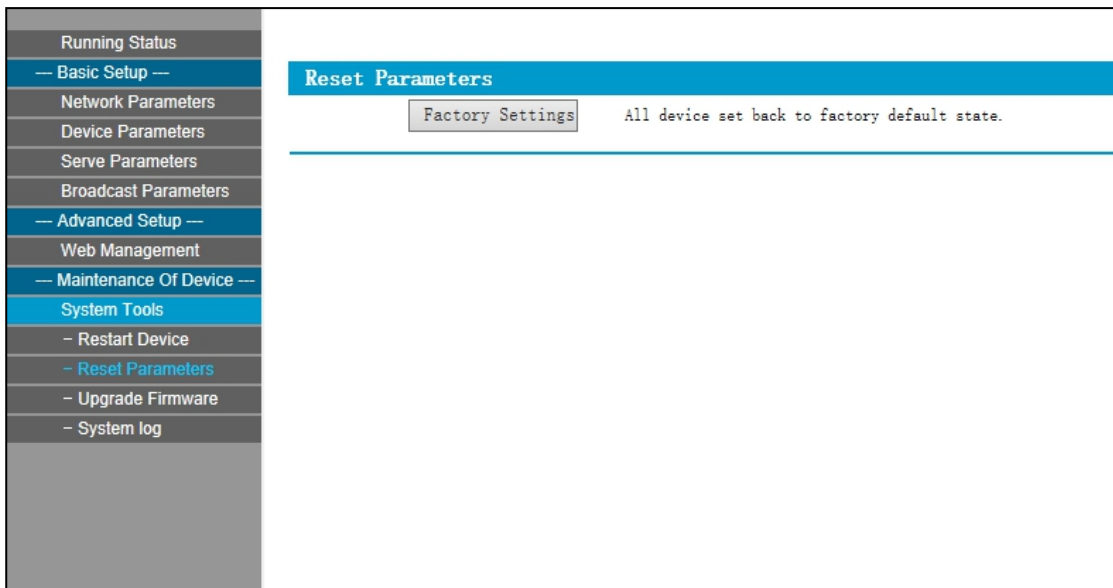 Running Status
--- Basic Setup ---
Network Parameters
Device Parameters
Serve Parameters
Broadcast Parameters
--- Advanced Setup ---
Web Management
--- Maintenance Of Device ---
System Tools
- Restart Device
- Reset Parameters
- Upgrade Firmware
- System log
Reset Parameters
Factory Settings All device set back to factory default state.